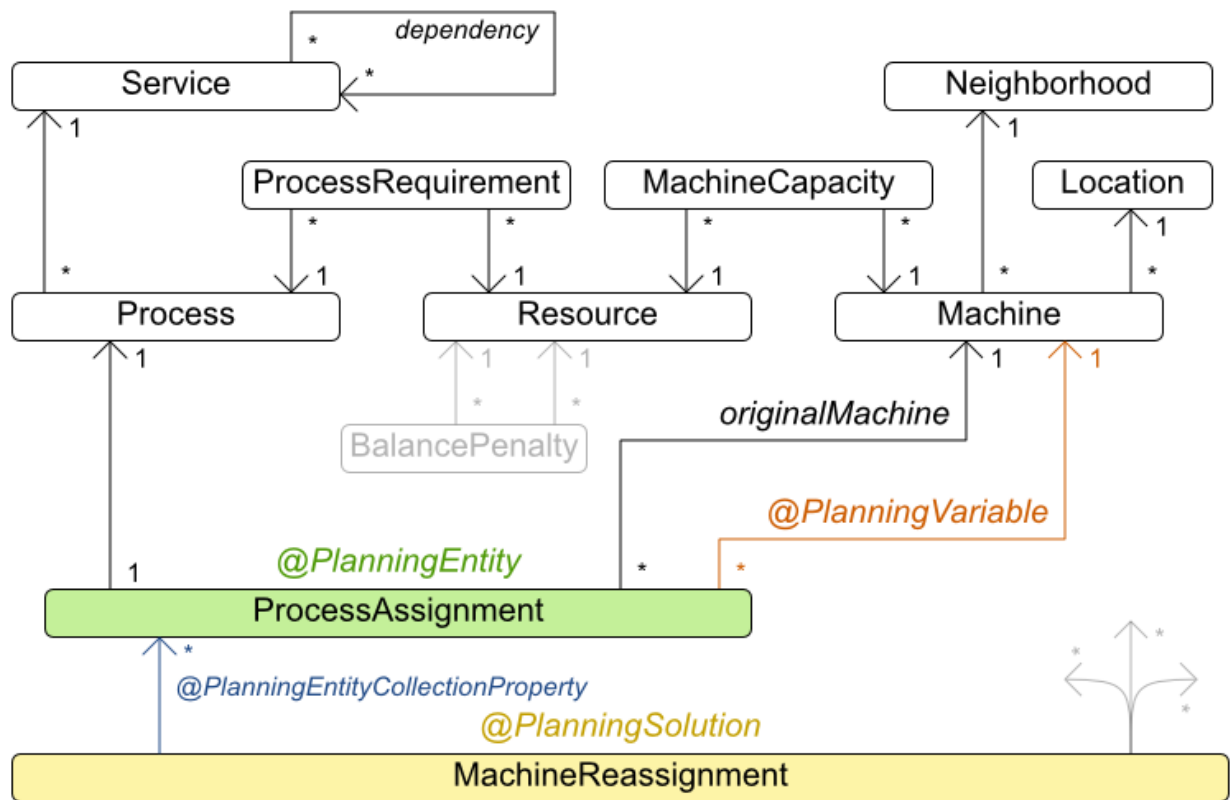 dependency
*
*
Service
Neighborhood
1
1
ProcessRequirement
MachineCapacity
Location
*
*
*
*
1
*
1
1
1
1
*
*
Process
Resource
Machine
1
1
1
1
1
*
*
originalMachine
BalancePenalty
@PlanningVariable
@PlanningEntity
1
*
*
ProcessAssignment
*
*
*
@PlanningEntityCollectionProperty
*
@PlanningSolution
MachineReassignment